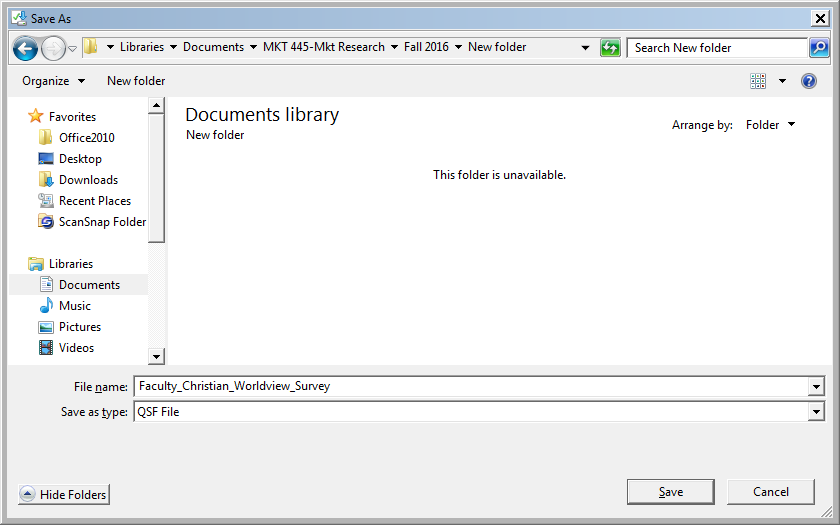 Save As
Libraries Documents MKT 445-Mkt Research Fall 2016 New folder Search New folder
Organize New folder
Favorites
Office2010
Desktop
Downloads
Recent Places
ScanSnap Folder
Libraries
Documents
Music
Pictures
Videos
Documents library
New folder
Arrange by: Folder
This folder is unavailable.
File name: Faculty_Christian_Worldview_Survey
Save as type: QSF File
Hide Folders Save Cancel